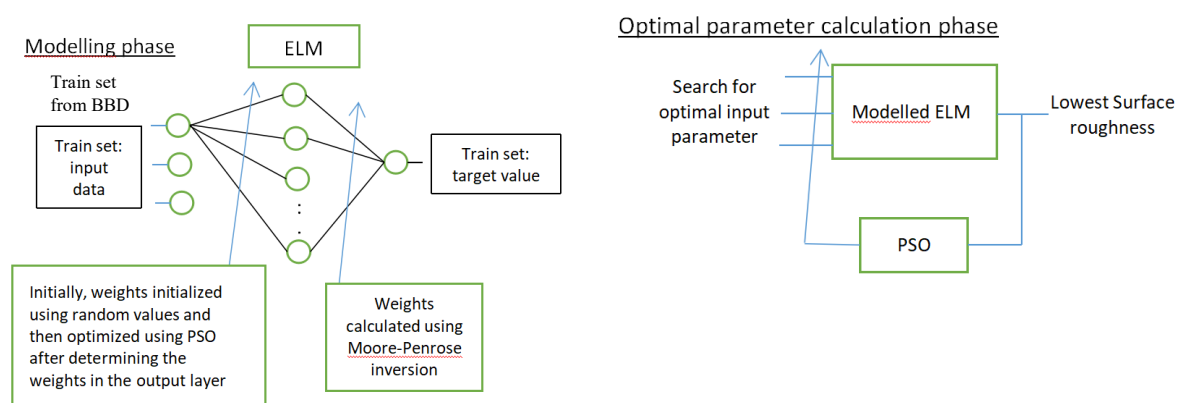 Modelling phase
ELM
Train set
from BBD
Train set:
input
data
Train set:
target value
Initially, weights initialized
using random values and
then optimized using PSO
after determining the
weights in the output layer
Weights
calculated using
Moore-Penrose
inversion
Optimal parameter calculation phase
Search for
optimal input
parameter
Modelled ELM
Lowest Surface
roughness
PSO